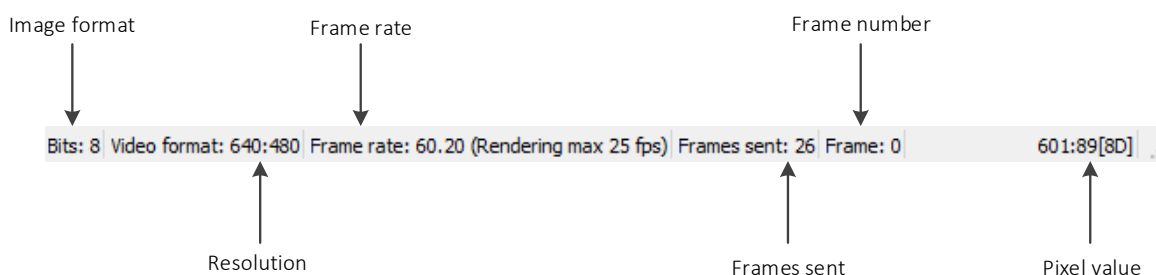 Image format
Frame rate
Frame number
Bits: 8 Video format: 640:480 Frame rate: 60.20 (Rendering max 25 fps) Frames sent: 26 Frame: 0 601:89[8D]
Resolution
Frames sent
Pixel value